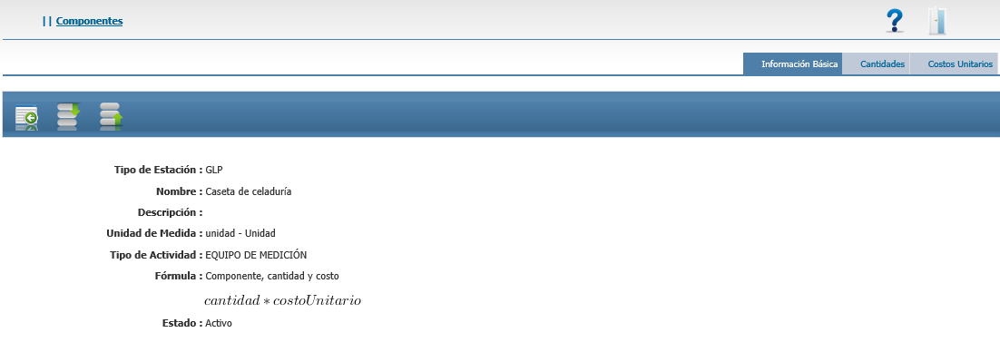 || Componentes
Información Básica Cantidades Costos Unitarios
Tipo de Estación : GLP
Nombre : Caseta de celaduría
Descripción :
Unidad de Medida : unidad - Unidad
Tipo de Actividad : EQUIPO DE MEDICIÓN
Fórmula : Componente, cantidad y costo
cantidad * costoUnitario
Estado : Activo